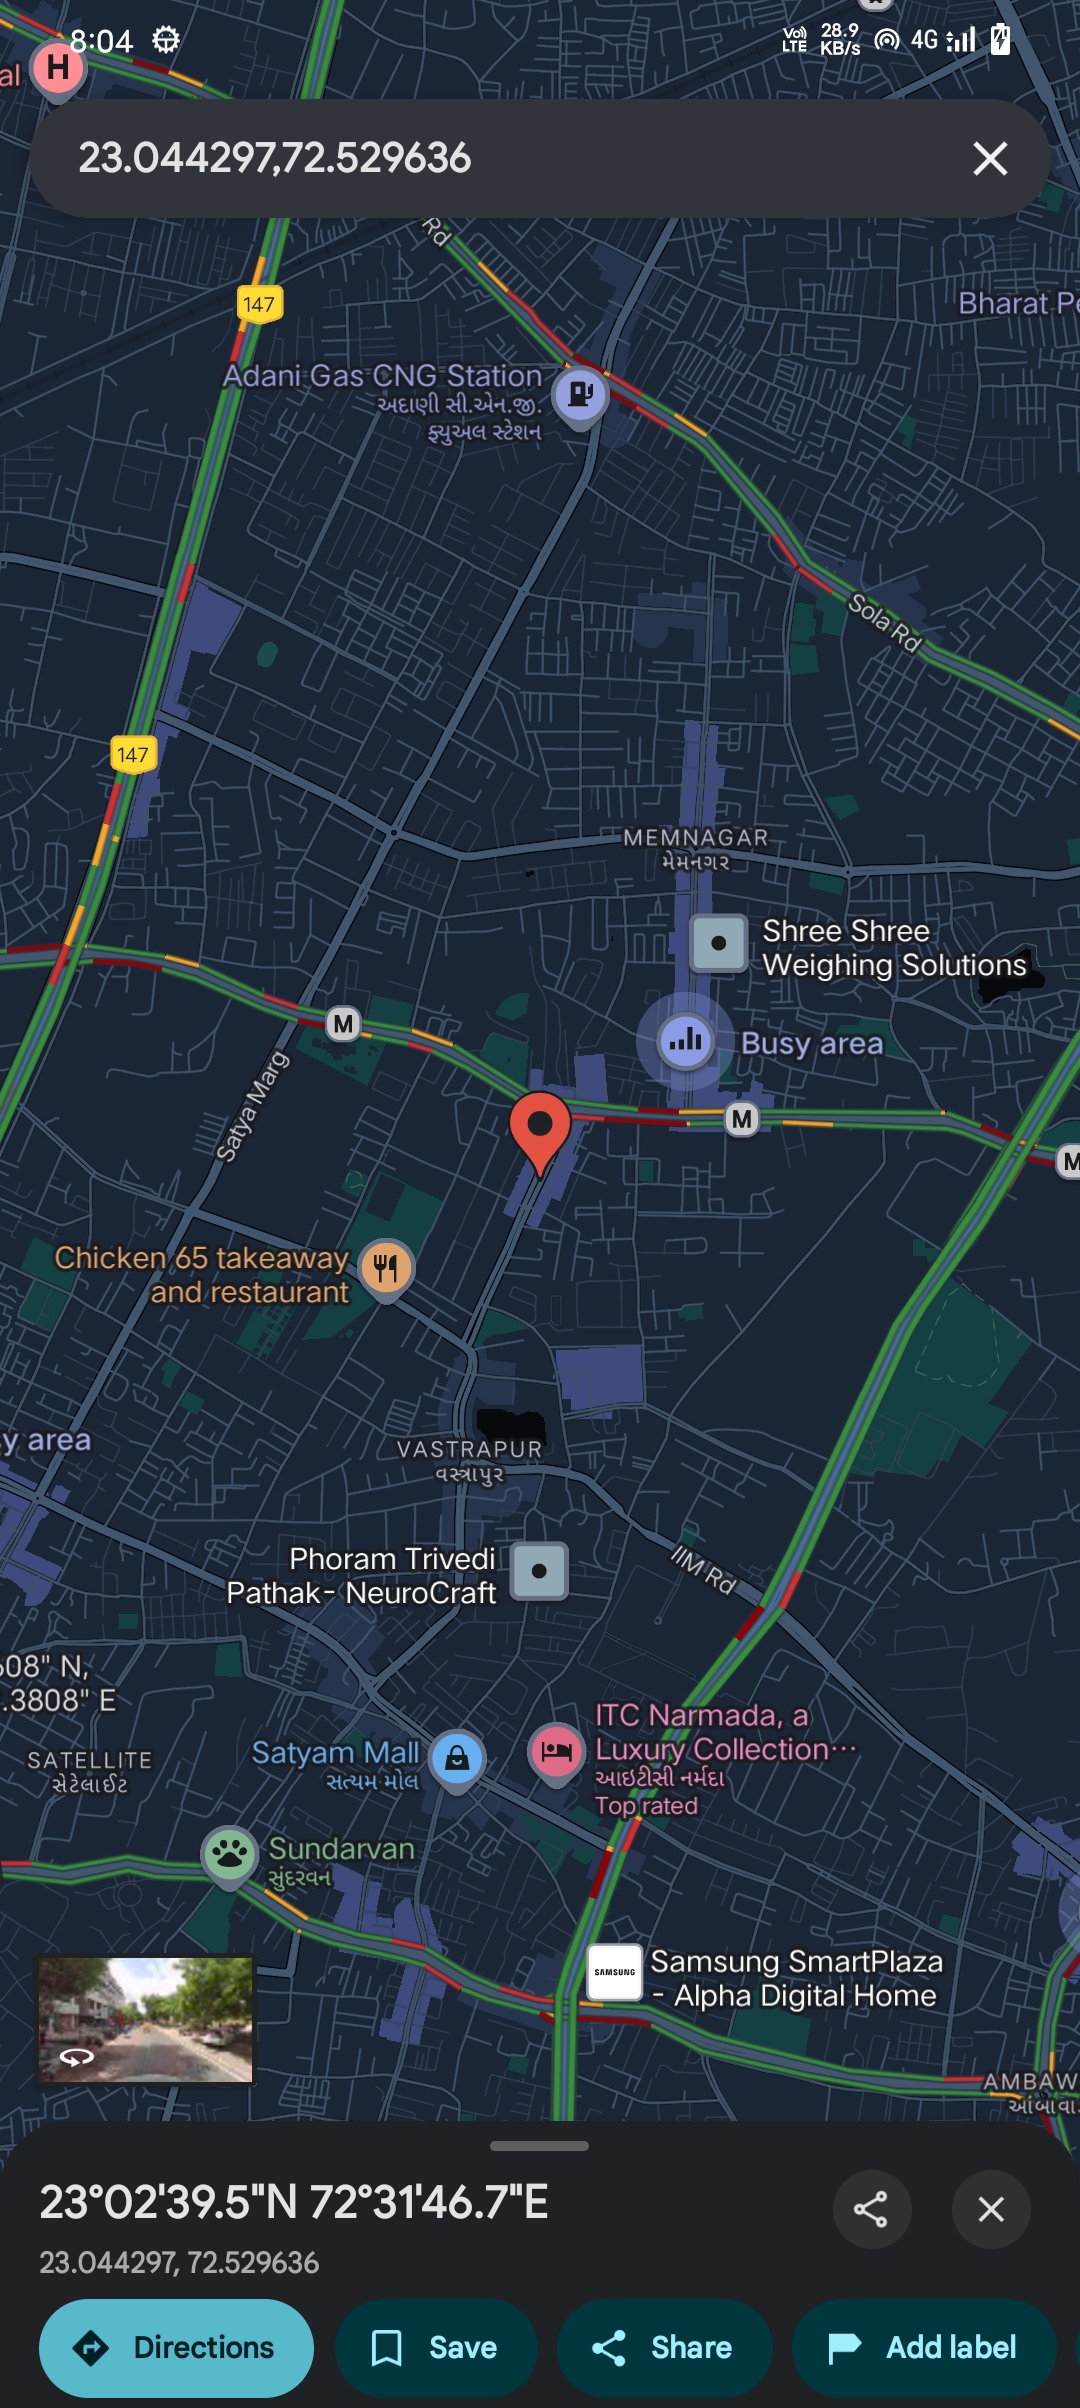 8:04
Vo)
LTE
28.9
KB/s
4G
al
H
23.044297,72.529636
Rd
147
Bharat Pe
Adani Gas CNG Station
અદાણી સી.એન.જી.
ફ્યુઅલ સ્ટેશન
Sola Rd
147
MEMNAGAR
મેમનગર
Shree Shree
Weighing Solutions
M
Busy area
Satya Marg
M
M
Chicken 65 takeaway
and restaurant
sy area
VASTRAPUR
વસ્ત્રાપુર
Phoram Trivedi
Pathak- NeuroCraft
IIM Rd
608" N,
.3808" E
ITC Narmada, a
Luxury Collection...
આઇટીસી નર્મદા
Top rated
SATELLITE
સેટેલાઈટ
Satyam Mall
સત્યમ મોલ
Sundarvan
સુંદરવન
SAMSUNG
Samsung SmartPlaza
- Alpha Digital Home
AMBAW
આંબાવા
23°02'39.5"N 72°31'46.7"E
23.044297, 72.529636
Directions
Save
Share
Add label